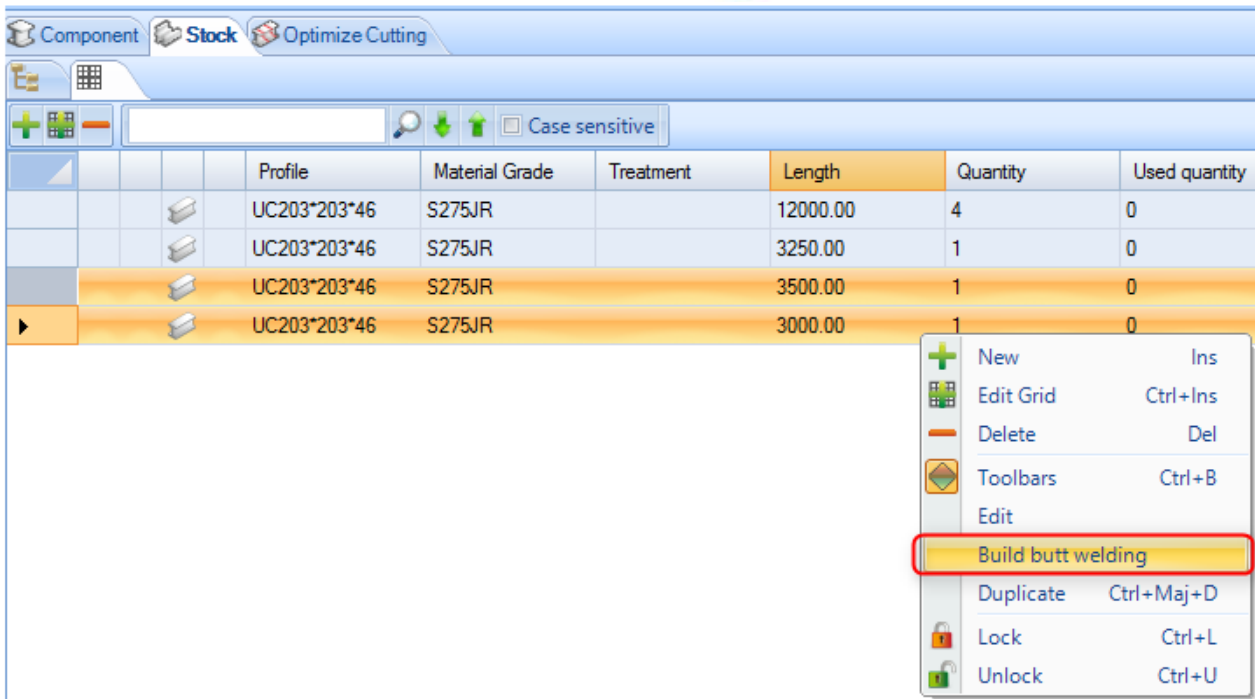 Component Stock Optimize Cutting
Case sensitive
Profile Material Grade Treatment Length Quantity Used quantity
UC203*203*46 S275JR 12000.00 4 0
UC203*203*46 S275JR 3250.00 1 0
UC203*203*46 S275JR 3500.00 1 0
UC203*203*46 S275JR 3000.00 1 0
New Ins
Edit Grid Ctrl+Ins
Delete Del
Toolbars Ctrl+B
Edit
Build butt welding
Duplicate Ctrl+Maj+D
Lock Ctrl+L
Unlock Ctrl+U